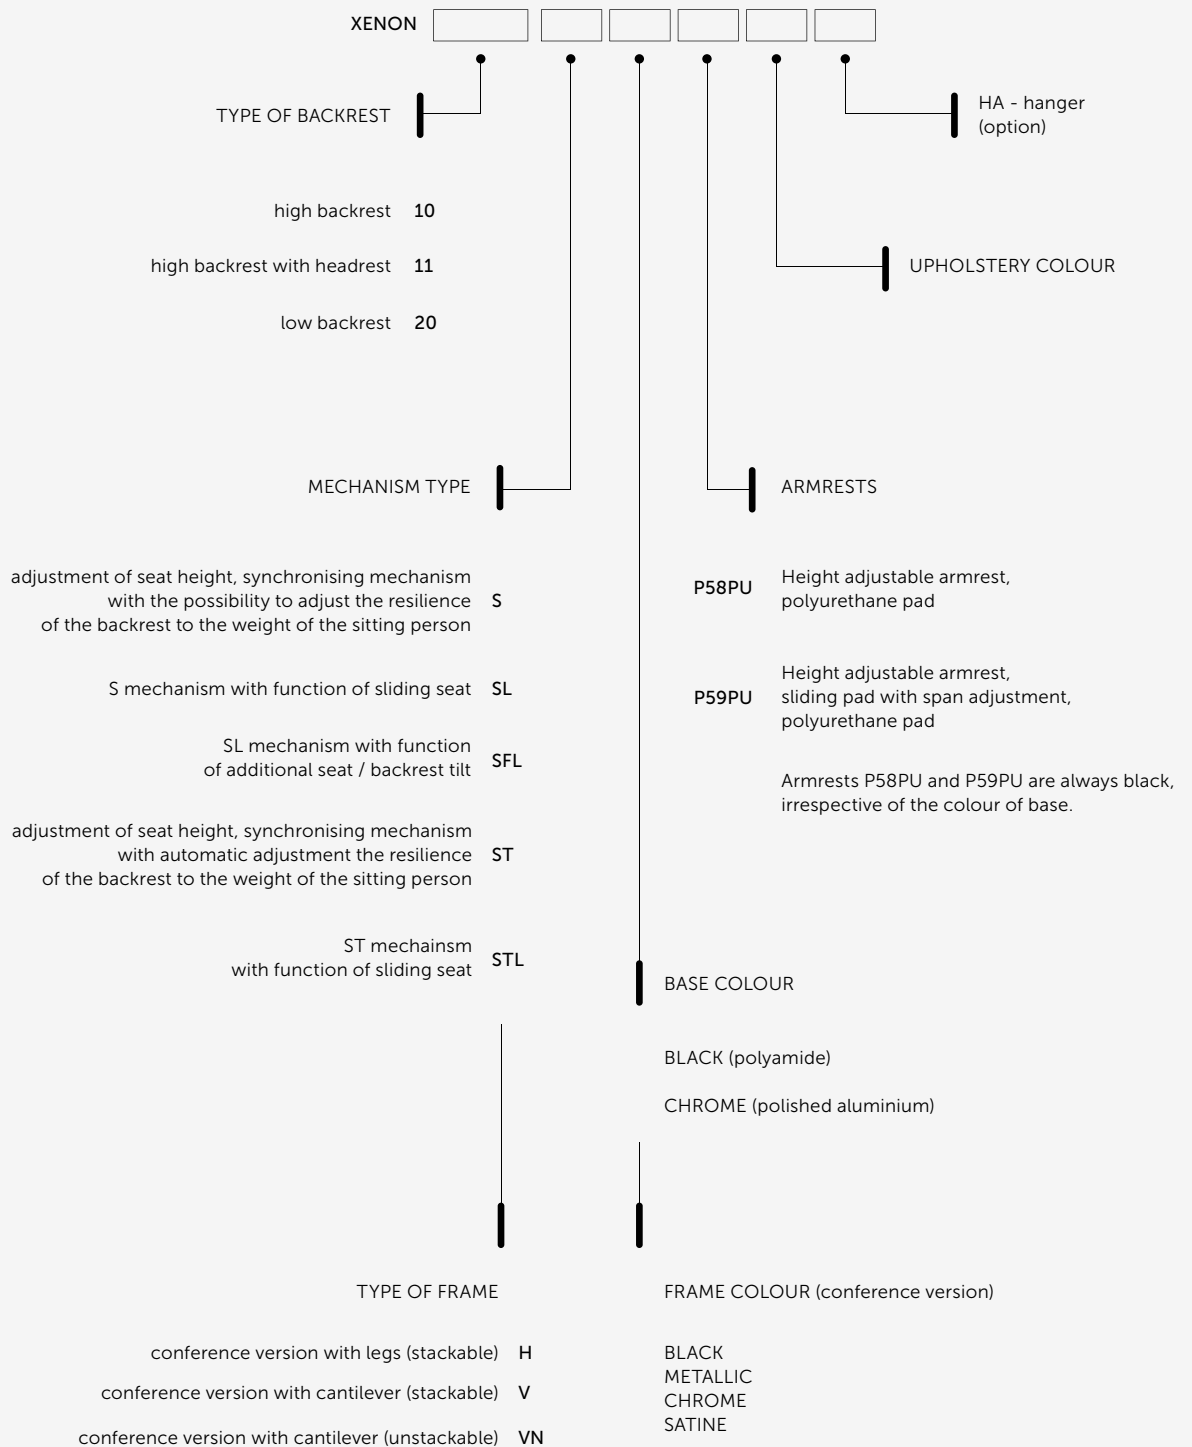 XENON
TYPE OF BACKREST
HA - hanger
(option)
high backrest 10
high backrest with headrest 11
low backrest 20
UPHOLSTERY COLOUR
MECHANISM TYPE
adjustment of seat height, synchronising mechanism
with the possibility to adjust the resilience
of the backrest to the weight of the sitting person
S
S mechanism with function of sliding seat SL
SL mechanism with function
of additional seat / backrest tilt
SFL
adjustment of seat height, synchronising mechanism
with automatic adjustment the resilience
of the backrest to the weight of the sitting person
ST
ST mechainsm
with function of sliding seat
STL
ARMRESTS
P58PU
Height adjustable armrest,
polyurethane pad
P59PU
Height adjustable armrest,
sliding pad with span adjustment,
polyurethane pad
Armrests P58PU and P59PU are always black,
irrespective of the colour of base.
BASE COLOUR
BLACK (polyamide)
CHROME (polished aluminium)
TYPE OF FRAME
conference version with legs (stackable) H
conference version with cantilever (stackable) V
conference version with cantilever (unstackable) VN
FRAME COLOUR (conference version)
BLACK
METALLIC
CHROME
SATINE